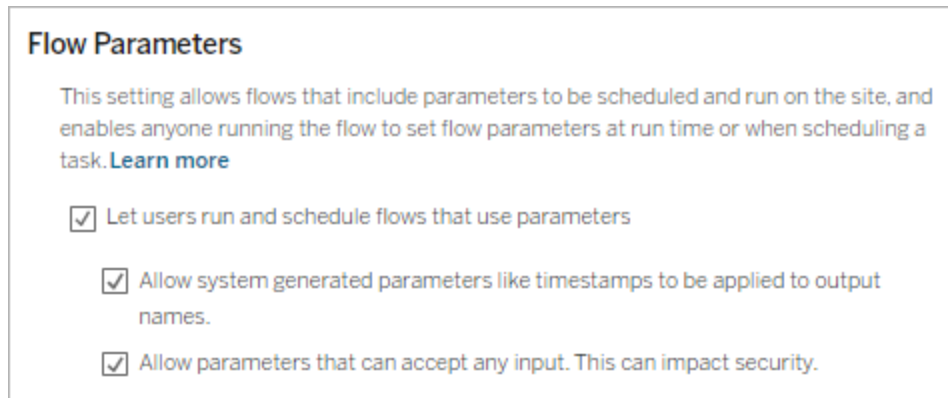 Flow Parameters
This setting allows flows that include parameters to be scheduled and run on the site, and
enables anyone running the flow to set flow parameters at run time or when scheduling a
task. Learn more
Let users run and schedule flows that use parameters
Allow system generated parameters like timestamps to be applied to output
names.
Allow parameters that can accept any input. This can impact security.